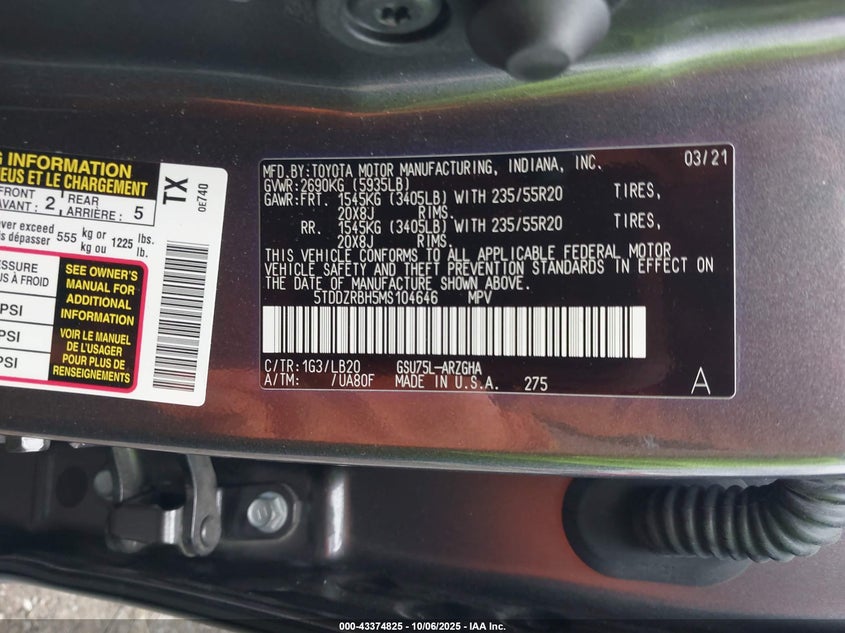 G INFORMATION
EUS ET LE CHARGEMENT
FRONT
AVANT : 2
REAR
ARRIÈRE : 5
ever exceed
is dépasser 555 kg or
kg ou 1225 lbs.
lb.
ESSURE
US À FROID
PSI
PSI
PSI
SEE OWNER'S
MANUAL FOR
ADDITIONAL
INFORMATION
VOIR LE MANUEL
DE L'USAGER
POUR PLUS DE
RENSEIGNEMENTS
TX
0E740
MFD.BY:TOYOTA MOTOR MANUFACTURING, INDIANA, INC. 03/21
GVWR:2690KG (5935LB)
GAWR:FRT. 1545KG (3405LB) WITH 235/55R20 TIRES,
20X8J RIMS.
RR. 1545KG (3405LB) WITH 235/55R20 TIRES,
20X8J RIMS.
THIS VEHICLE CONFORMS TO ALL APPLICABLE FEDERAL MOTOR
VEHICLE SAFETY AND THEFT PREVENTION STANDARDS IN EFFECT ON
THE DATE OF MANUFACTURE SHOWN ABOVE.
5TDDZRBH5MS104646 MPV
C/TR:1G3/LB20 GSU75L-ARZGHA
A/TM: /UA80F MADE IN U.S.A. 275 A
000-43374825 - 10/06/2025 - IAA Inc.